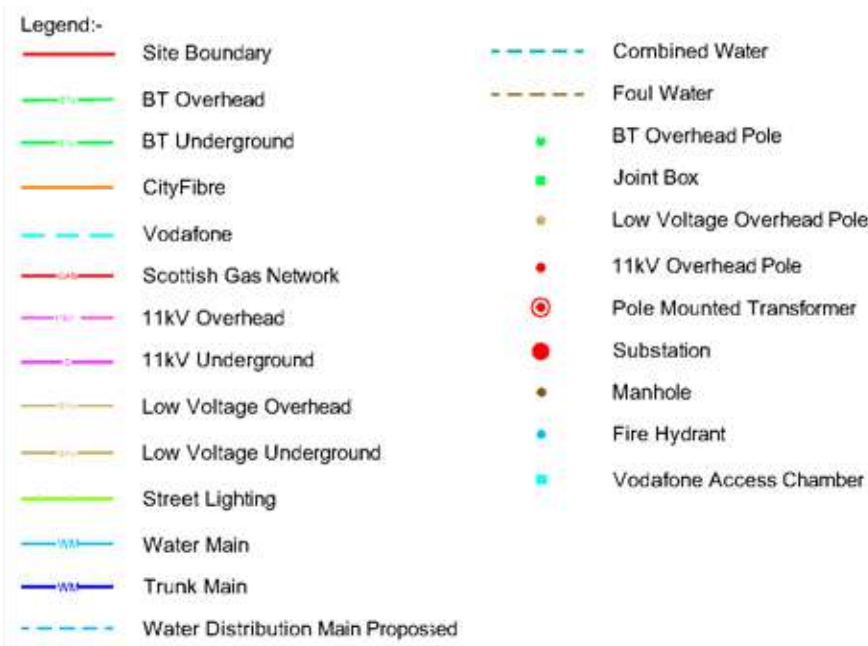 Legend:-
Site Boundary
BT Overhead
BT Underground
CityFibre
Vodafone
Scottish Gas Network
11kV Overhead
11kV Underground
Low Voltage Overhead
Low Voltage Underground
Street Lighting
WM Water Main
WM Trunk Main
Water Distribution Main Propossed
Combined Water
Foul Water
BT Overhead Pole
Joint Box
Low Voltage Overhead Pole
11kV Overhead Pole
Pole Mounted Transformer
Substation
Manhole
Fire Hydrant
Vodafone Access Chamber